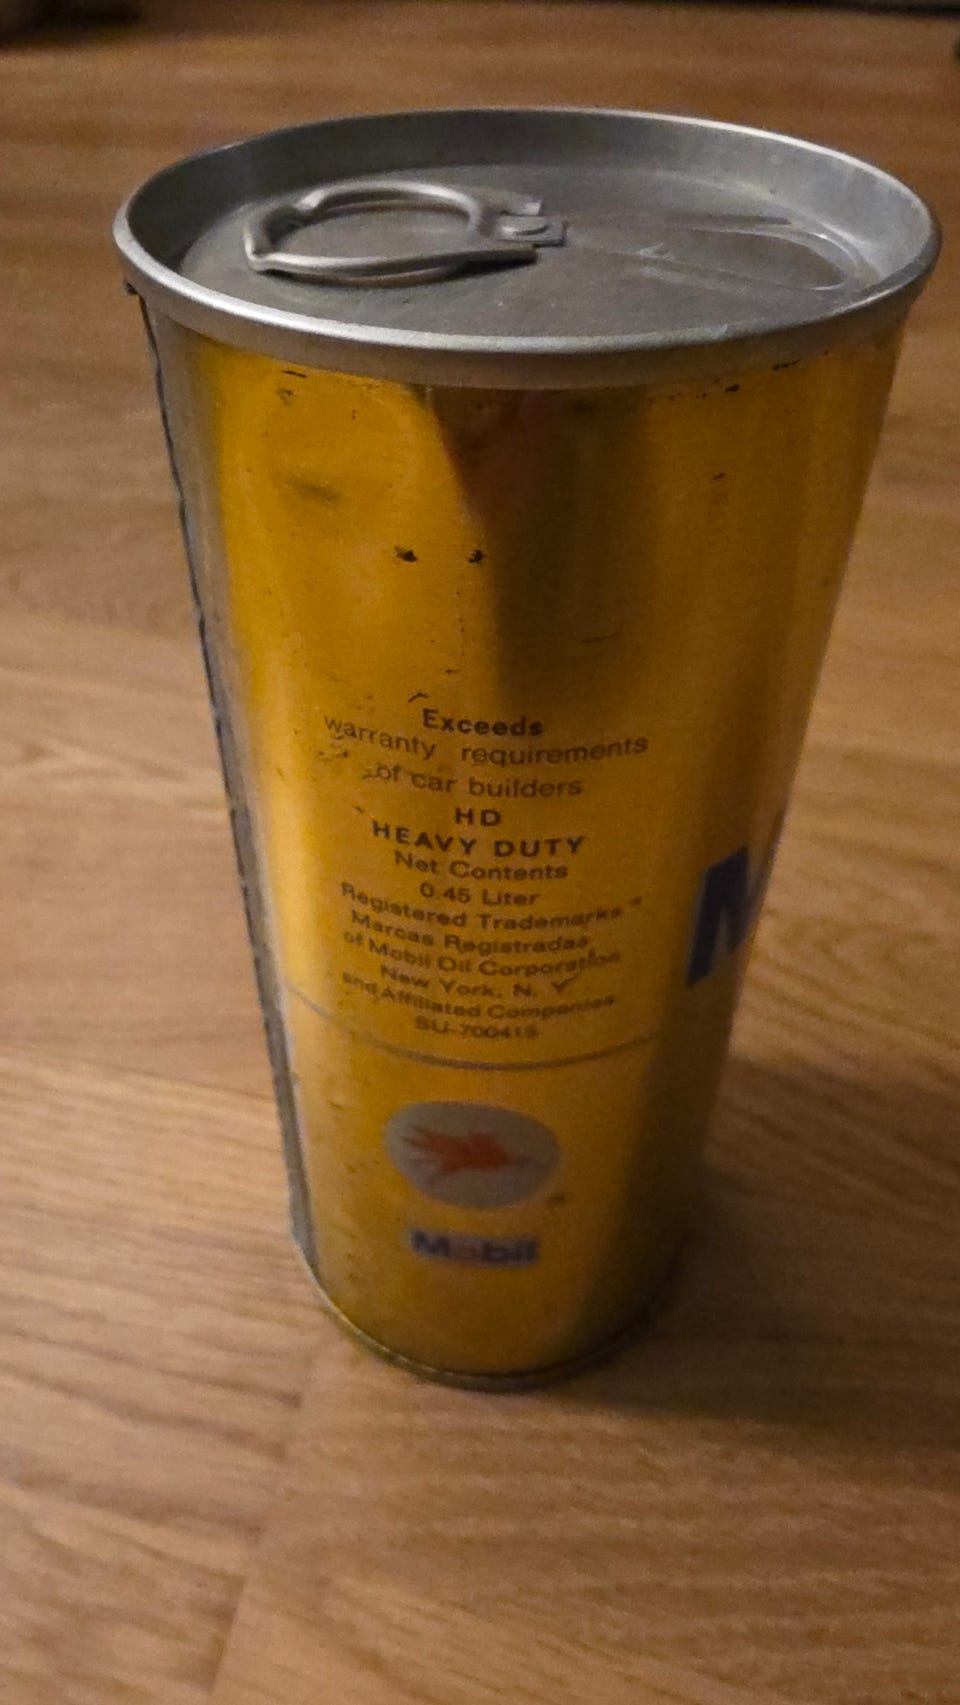 Exceeds
warranty requirements
of car builders
HD
HEAVY DUTY
Net Contents
0.45 Liter
Registered Trademarks
Marcas Registradas
of Mobil Oil Corporation
New York, N. Y
and Affiliated Companies
SU-700415
M
Mobil